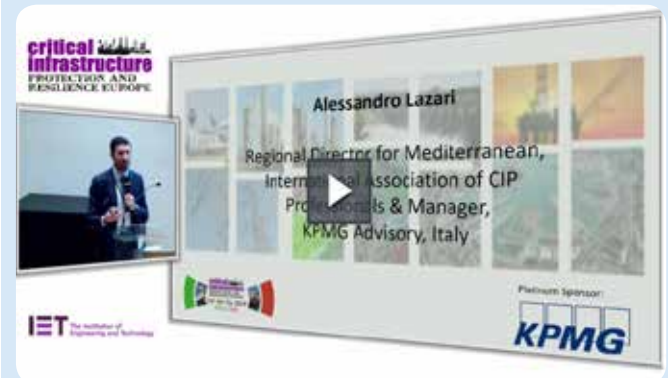 critical
infrastructure
PROTECTION AND
RESILIENCE EUROPE
Alessandro Lazari
Regional Director for Mediterranean,
International Association of CIP
Professionals & Manager,
KPMG Advisory, Italy
IET The Institution of
Engineering and Technology
Platinum Sponsor:
KPMG